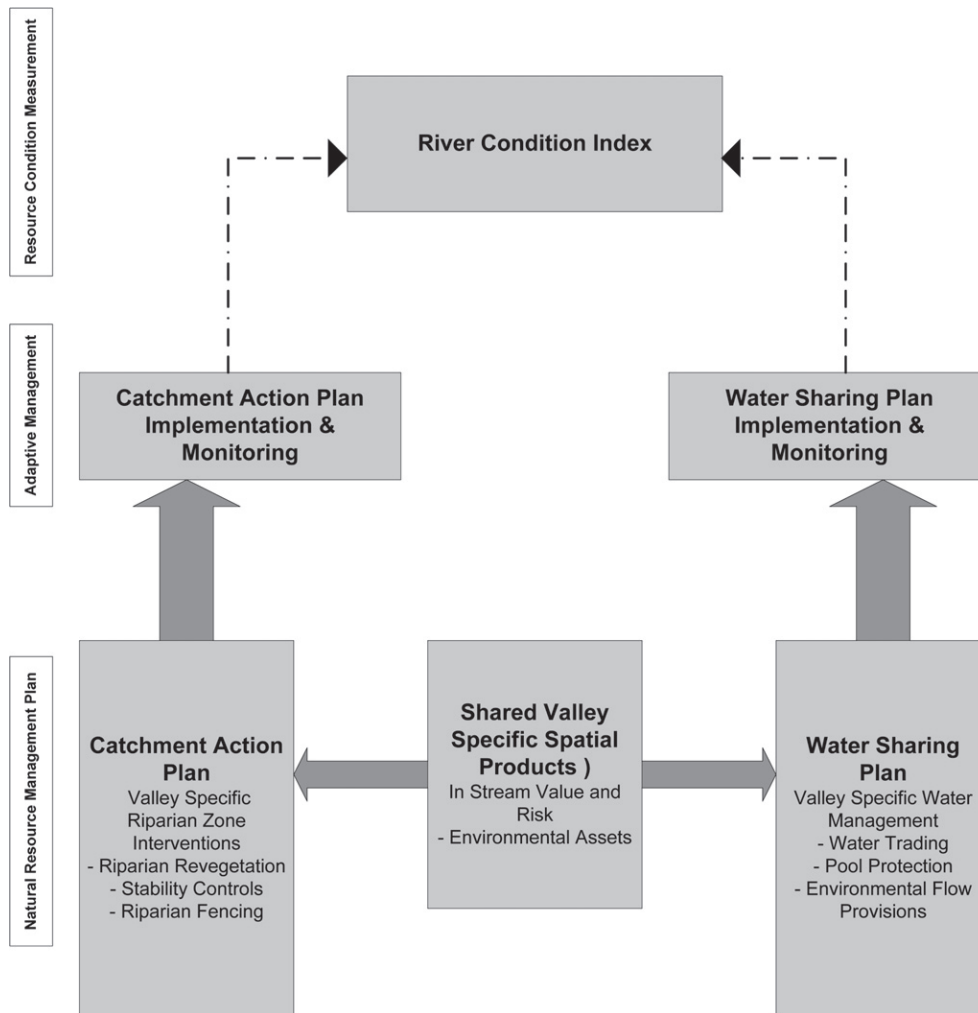 Resource Condition Measurement
River Condition Index
Adaptive Management
Catchment Action Plan
Implementation &
Monitoring
Water Sharing Plan
Implementation &
Monitoring
Natural Resource Management Plan
Catchment Action
Plan
Valley Specific
Riparian Zone
Interventions
- Riparian Revegetation
- Stability Controls
- Riparian Fencing
Shared Valley
Specific Spatial
Products )
In Stream Value and
Risk
- Environmental Assets
Water Sharing
Plan
Valley Specific Water
Management
- Water Trading
- Pool Protection
- Environmental Flow
Provisions